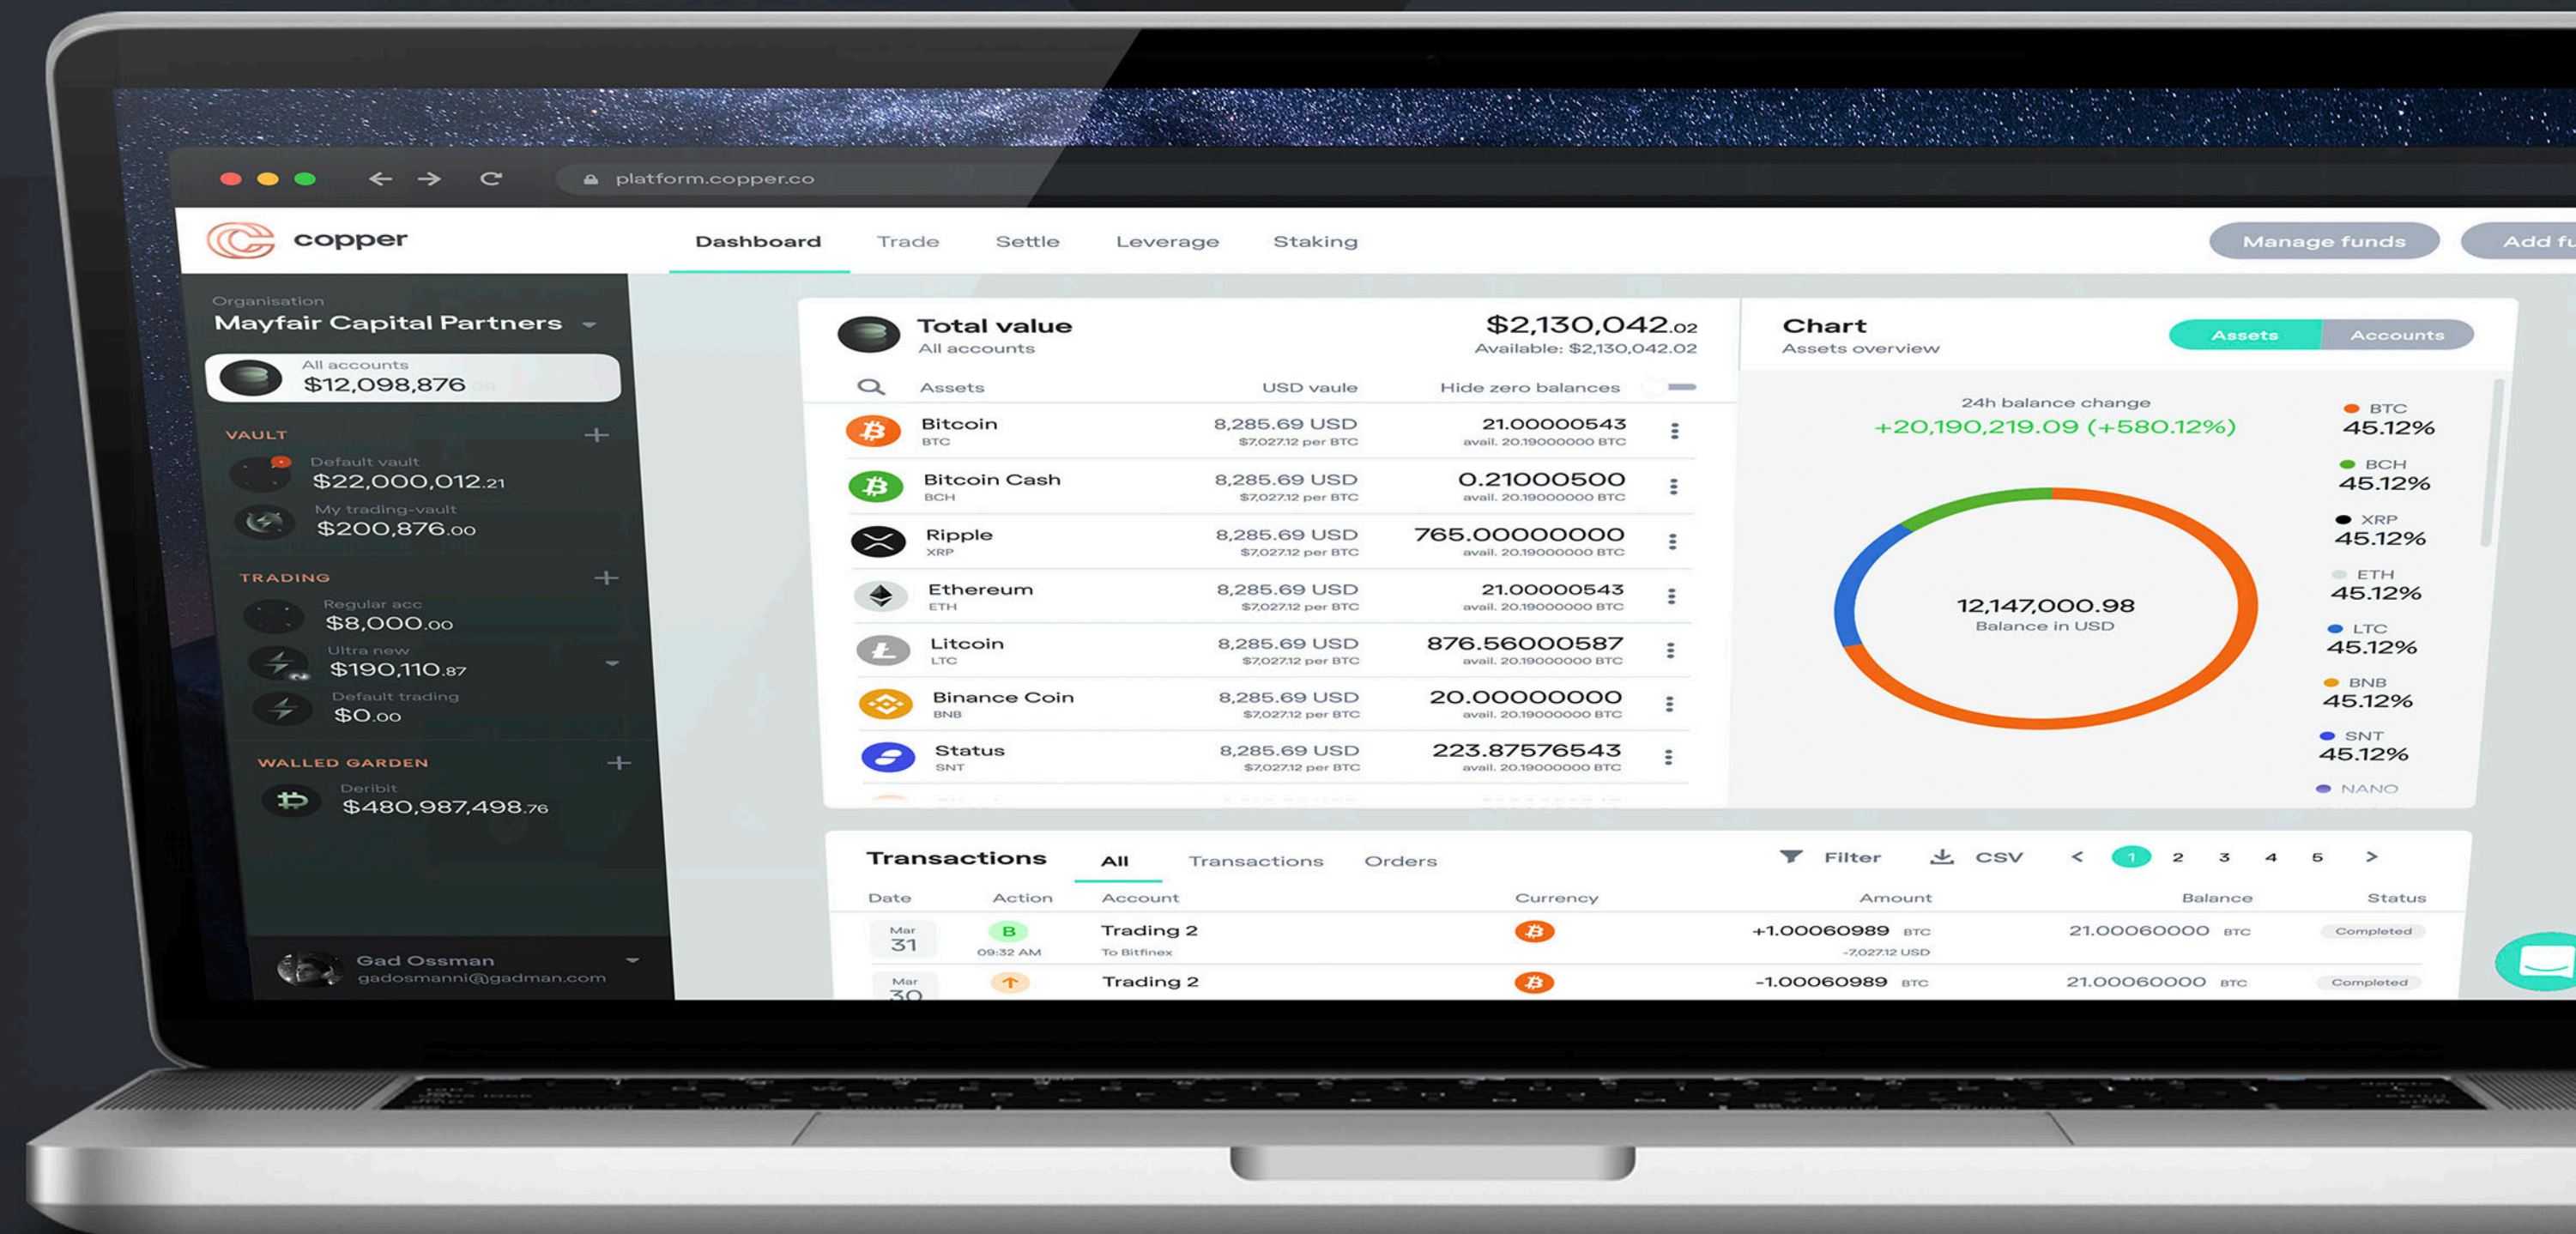 platform.copper.co
copper
Dashboard
Trade
Settle
Leverage
Staking
Manage funds
Add fu
Organisation
Mayfair Capital Partners
All accounts
$12,098,876.09
VAULT
Default vault
$22,000,012.21
My trading-vault
$200,876.00
TRADING
Regular acc
$8,000.00
Ultra new
$190,110.87
Default trading
$0.00
WALLED GARDEN
Deribit
$480,987,498.76
Gad Ossman
gadosmanni@gadman.com
Total value
$2,130,042.02
All accounts
Available: $2,130,042.02
Assets
USD vaule
Hide zero balances
Bitcoin
8,285.69 USD
21.00000543
BTC
$7,027.12 per BTC
avail. 20.19000000 BTC
Bitcoin Cash
8,285.69 USD
0.21000500
BCH
$7,027.12 per BTC
avail. 20.19000000 BTC
Ripple
8,285.69 USD
765.00000000
XRP
$7,027.12 per BTC
avail. 20.19000000 BTC
Ethereum
8,285.69 USD
21.00000543
ETH
$7,027.12 per BTC
avail. 20.19000000 BTC
Litcoin
8,285.69 USD
876.56000587
LTC
$7,027.12 per BTC
avail. 20.19000000 BTC
Binance Coin
8,285.69 USD
20.00000000
BNB
$7,027.12 per BTC
avail. 20.19000000 BTC
Status
8,285.69 USD
223.87576543
SNT
$7,027.12 per BTC
avail. 20.19000000 BTC
Chart
Assets overview
Assets
Accounts
24h balance change
+20,190,219.09 (+580.12%)
12,147,000.98
Balance in USD
BTC
45.12%
BCH
45.12%
XRP
45.12%
ETH
45.12%
LTC
45.12%
BNB
45.12%
SNT
45.12%
NANO
Transactions
All
Transactions
Orders
Filter
CSV
< 1 2 3 4 5 >
Date
Action
Account
Currency
Amount
Balance
Status
Mar
31
B
09:32 AM
Trading 2
To Bitfinex
+1.00060989 BTC
-7,027.12 USD
21.00060000 BTC
Completed
Mar
30
Trading 2
-1.00060989 BTC
21.00060000 BTC
Completed